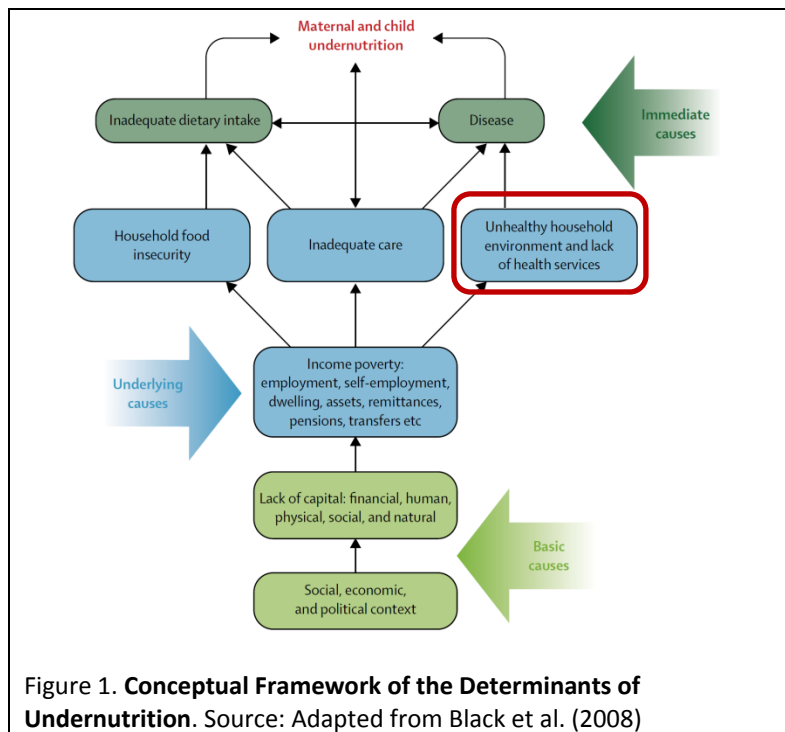 Maternal and child
undernutrition
Inadequate dietary intake
Disease
Immediate
causes
Household food
insecurity
Inadequate care
Unhealthy household
environment and lack
of health services
Underlying
causes
Income poverty:
employment, self-employment,
dwelling, assets, remittances,
pensions, transfers etc
Lack of capital: financial, human,
physical, social, and natural
Basic
causes
Social, economic,
and political context
Figure 1. Conceptual Framework of the Determinants of
Undernutrition. Source: Adapted from Black et al. (2008)